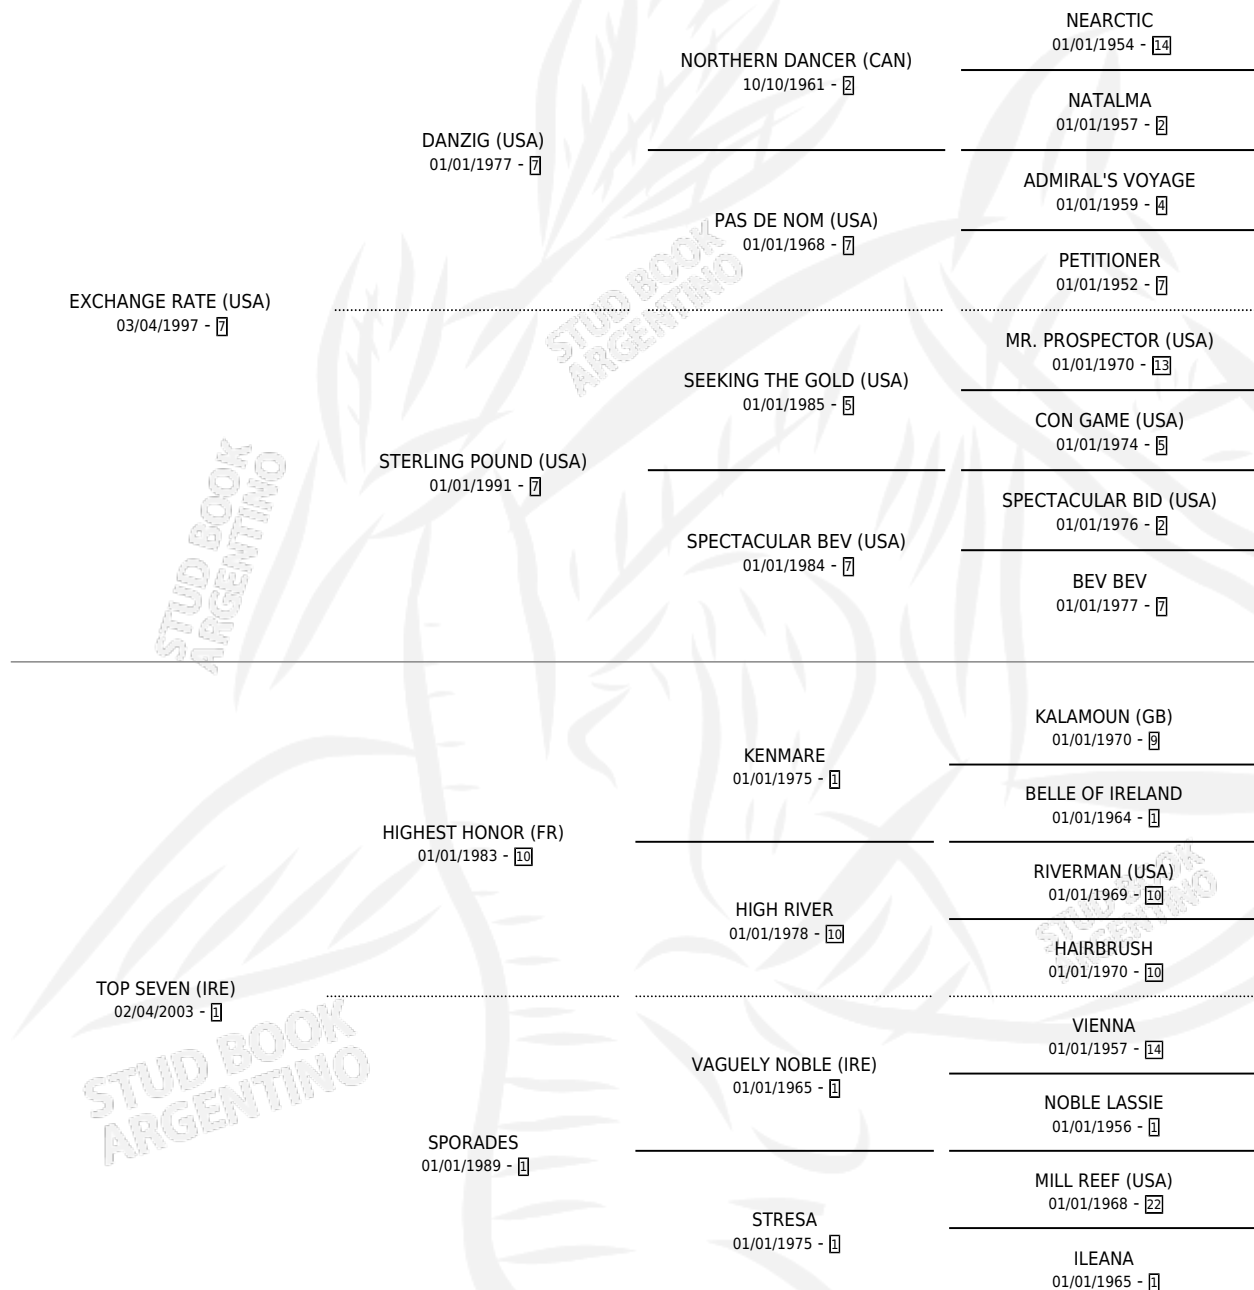 NEARCTIC
01/01/1954 - 14
NORTHERN DANCER (CAN)
10/10/1961 - 2
NATALMA
01/01/1957 - 2
DANZIG (USA)
01/01/1977 - 7
ADMIRAL'S VOYAGE
01/01/1959 - 4
PAS DE NOM (USA)
01/01/1968 - 7
PETITIONER
01/01/1952 - 7
EXCHANGE RATE (USA)
03/04/1997 - 7
STUD BOOK
ARGENTINO
MR. PROSPECTOR (USA)
01/01/1970 - 13
SEEKING THE GOLD (USA)
01/01/1985 - 5
CON GAME (USA)
01/01/1974 - 5
STERLING POUND (USA)
01/01/1991 - 7
SPECTACULAR BID (USA)
01/01/1976 - 2
SPECTACULAR BEV (USA)
01/01/1984 - 7
BEV BEV
01/01/1977 - 7
STUD BOOK
ARGENTINO
KALAMOUN (GB)
01/01/1970 - 9
KENMARE
01/01/1975 - 1
BELLE OF IRELAND
01/01/1964 - 1
HIGHEST HONOR (FR)
01/01/1983 - 10
RIVERMAN (USA)
01/01/1969 - 10
STUD BOOK
ARGENTINO
HIGH RIVER
01/01/1978 - 10
HAIRBRUSH
01/01/1970 - 10
TOP SEVEN (IRE)
02/04/2003 - 1
STUD BOOK
ARGENTINO
VIENNA
01/01/1957 - 14
VAGUELY NOBLE (IRE)
01/01/1965 - 1
NOBLE LASSIE
01/01/1956 - 1
SPORADES
01/01/1989 - 1
MILL REEF (USA)
01/01/1968 - 22
STRESA
01/01/1975 - 1
ILEANA
01/01/1965 - 1